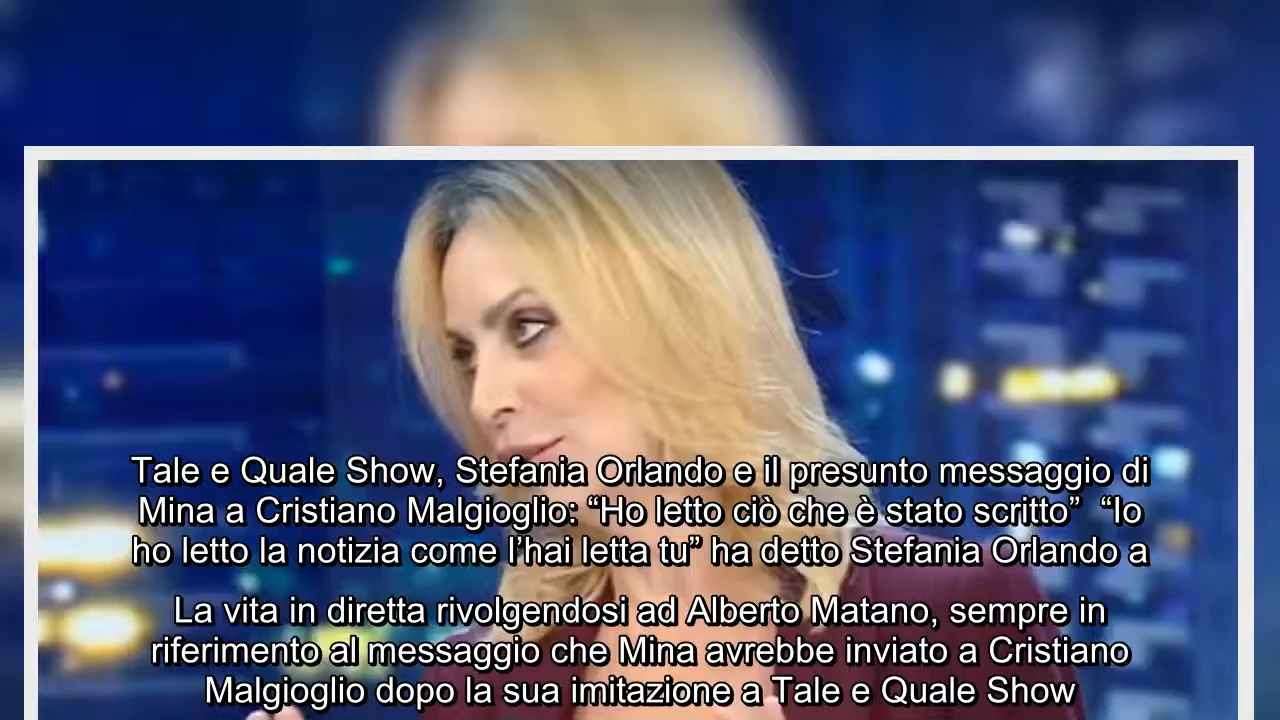 Tale e Quale Show, Stefania Orlando e il presunto messaggio di
Mina a Cristiano Malgioglio: “Ho letto ciò che è stato scritto”  “Io
ho letto la notizia come l’hai letta tu” ha detto Stefania Orlando a
La vita in diretta rivolgendosi ad Alberto Matano, sempre in
riferimento al messaggio che Mina avrebbe inviato a Cristiano
Malgioglio dopo la sua imitazione a Tale e Quale Show